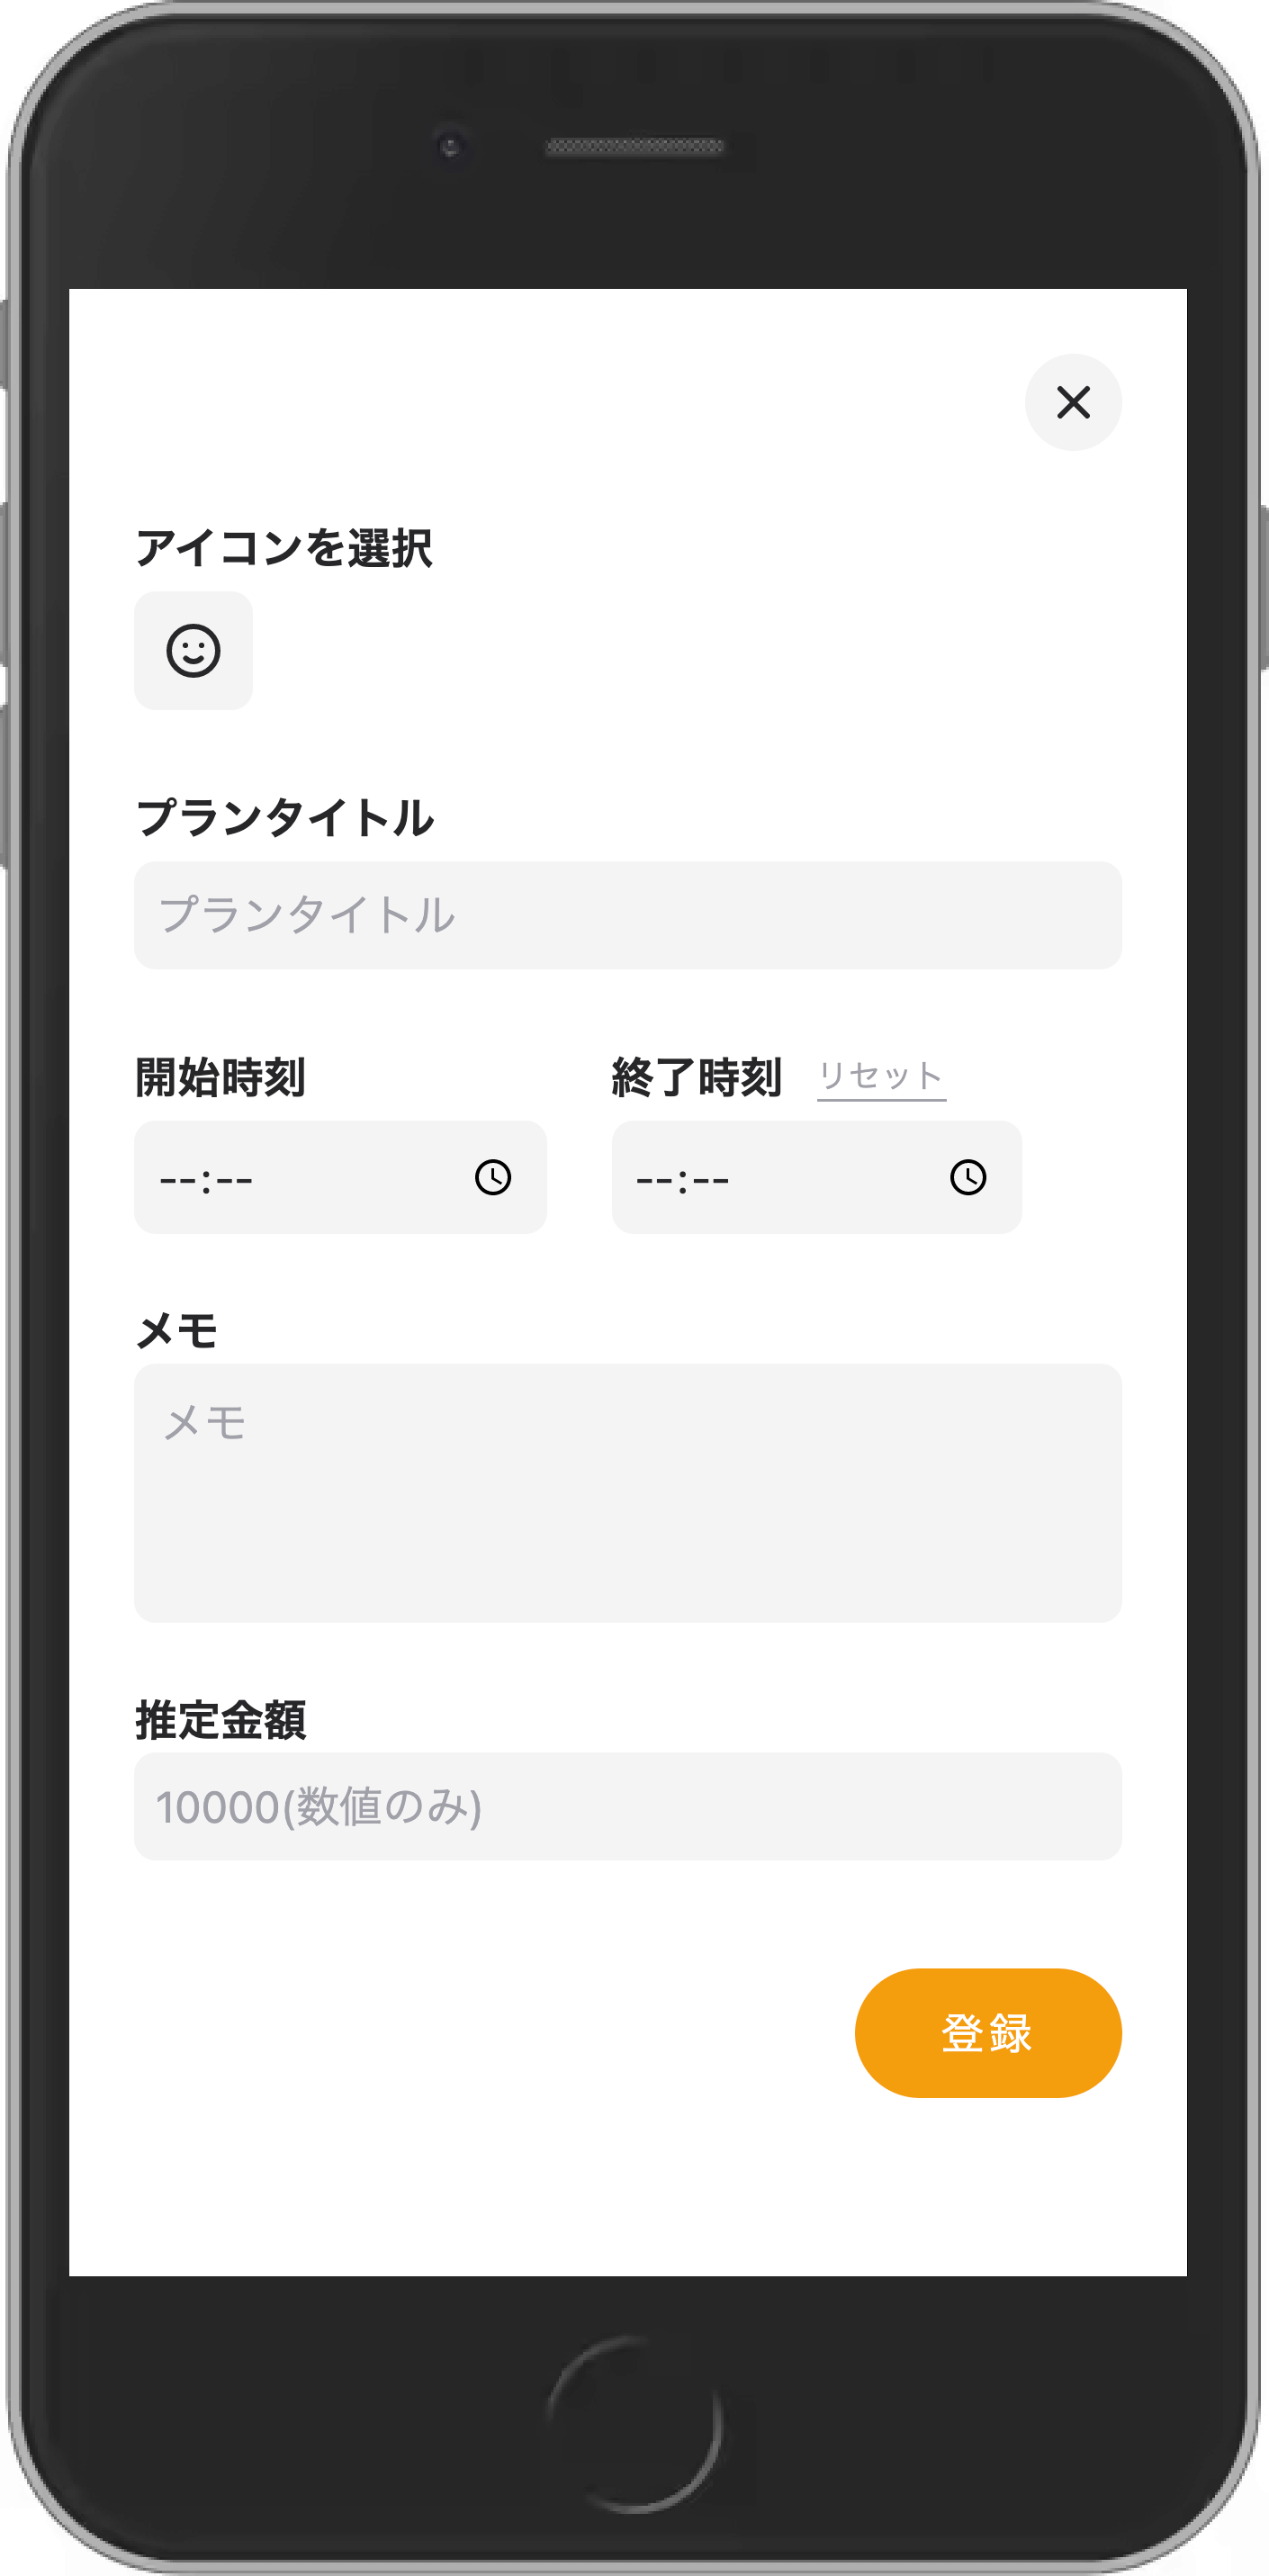 アイコンを選択
プランタイトル
プランタイトル
開始時刻 終了時刻 リセット
--:-- --:--
メモ
メモ
推定金額
10000(数値のみ)
登録